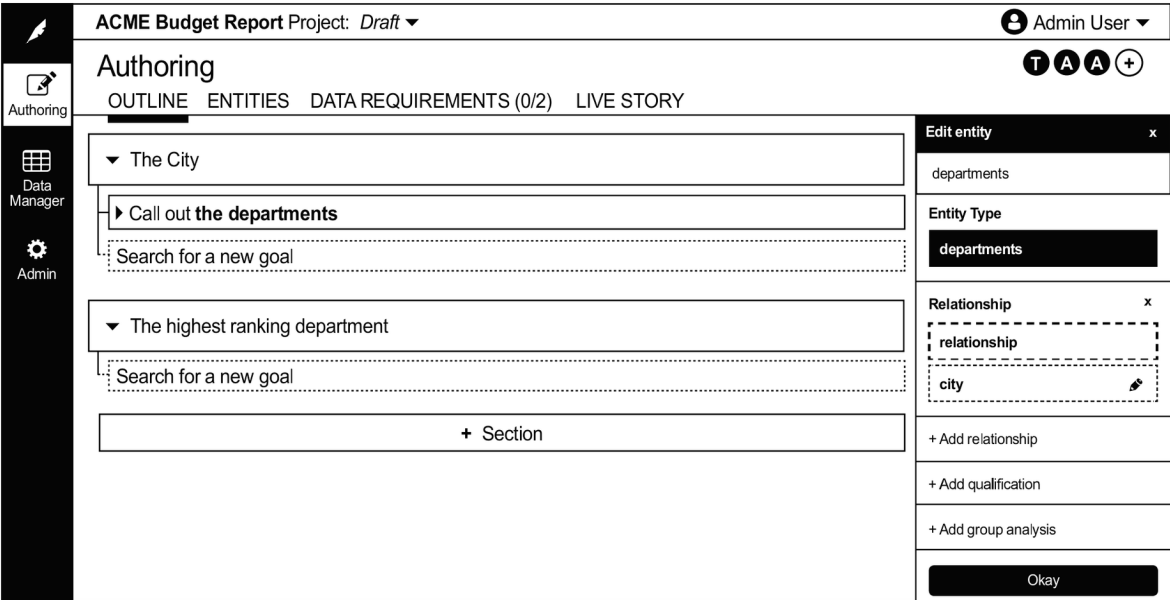 ACME Budget Report Project: Draft
Admin User
Authoring
T A A +
OUTLINE ENTITIES DATA REQUIREMENTS (0/2) LIVE STORY
Authoring
Data
Manager
Admin
The City
Call out the departments
Search for a new goal
The highest ranking department
Search for a new goal
+ Section
Edit entity x
departments
Entity Type
departments
Relationship x
relationship
city
+ Add relationship
+ Add qualification
+ Add group analysis
Okay